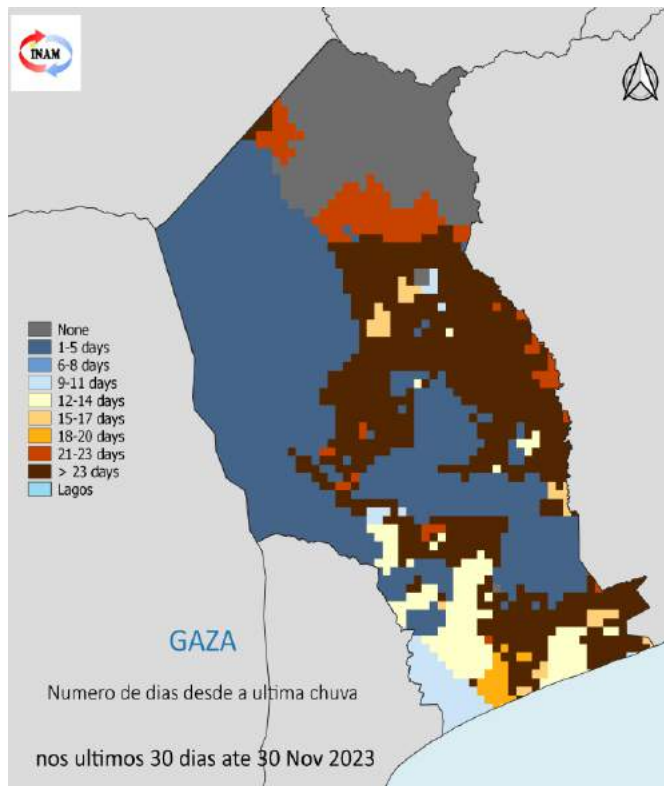 INAM
None
1-5 days
6-8 days
9-11 days
12-14 days
15-17 days
18-20 days
21-23 days
> 23 days
Lagos
GAZA
Numero de dias desde a ultima chuva
nos ultimos 30 dias ate 30 Nov 2023